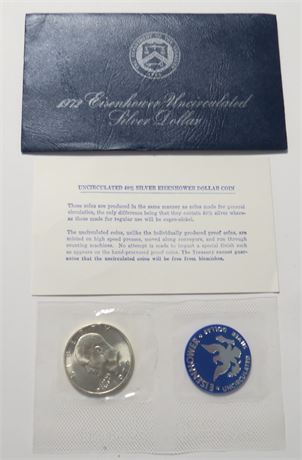 1972 Eisenhower Uncirculated
Silver Dollar
UNCIRCULATED 40% SILVER EISENHOWER DOLLAR COIN
These coins are produced in the same manner as coins made for general
circulation, the only difference being that they contain 40% silver where-
as those made for regular use will be cupro-nickel.
The uncirculated coins, unlike the individually produced proof coins, are
minted on high speed presses, moved along conveyors, and run through
counting machines. No attempt is made to impart a special finish such
as appears on the hand-processed proof coins. The Treasury cannot guar-
antee that the uncirculated coins will be free from blemishes.
EISENHOWER
DOLLAR
UNCIRCULATED